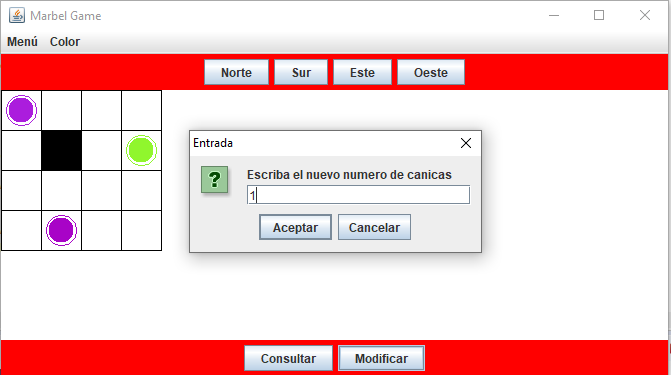 Marbel Game
Menú Color
Norte Sur Este Oeste
Entrada
?
Escriba el nuevo numero de canicas
1
Aceptar Cancelar
Consultar Modificar